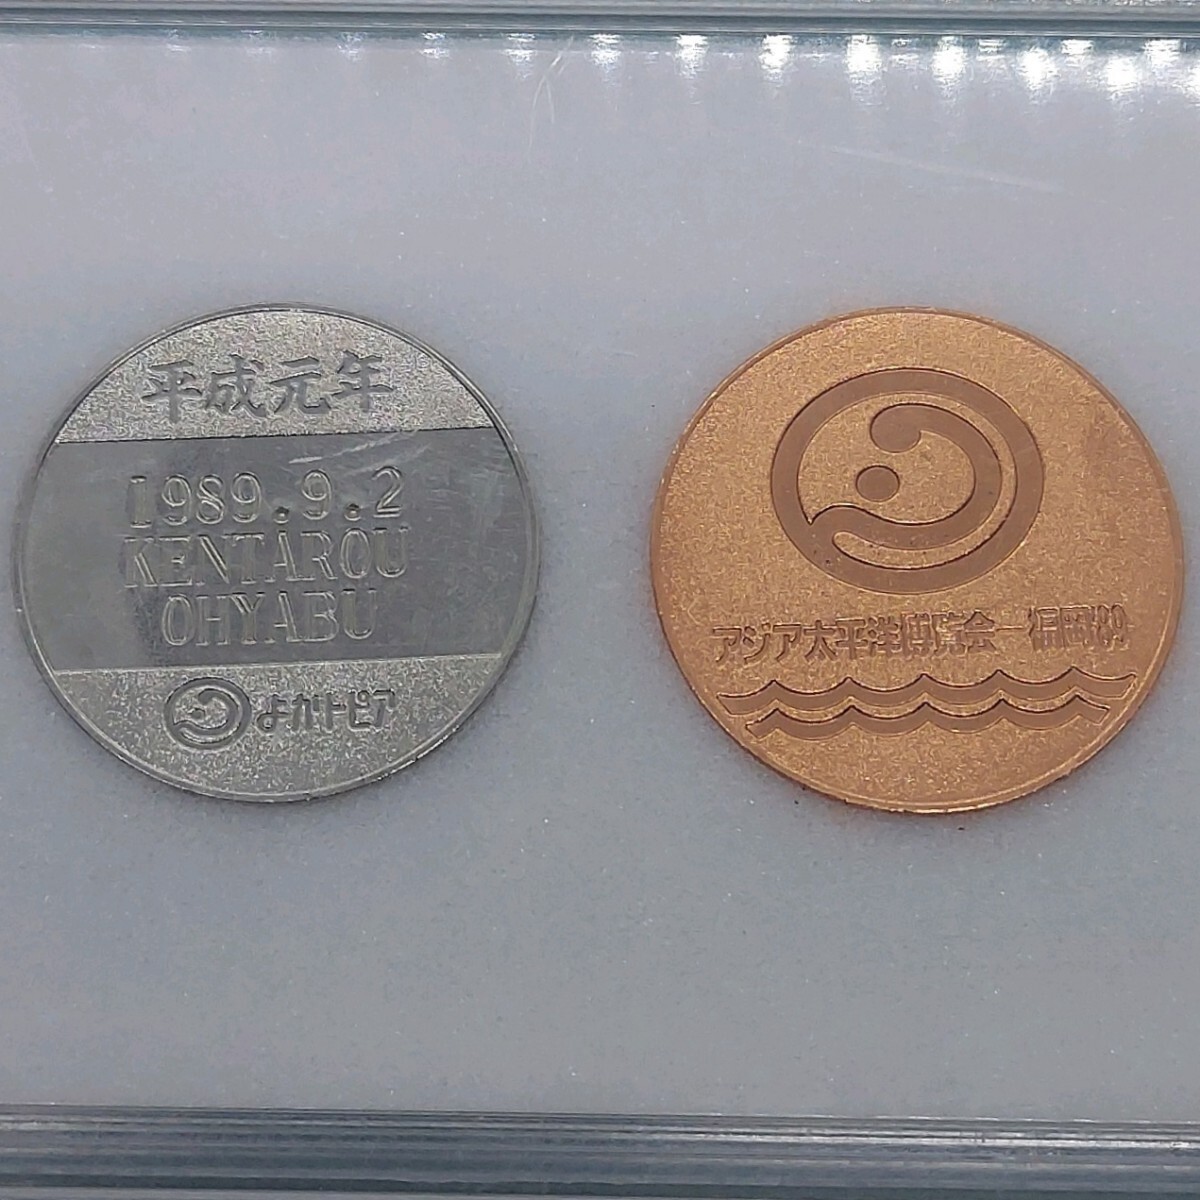 平成元年
1989.9.2
KENTAROU
OHYABU
よかトピア
アジア太平洋博覧会-福岡'89